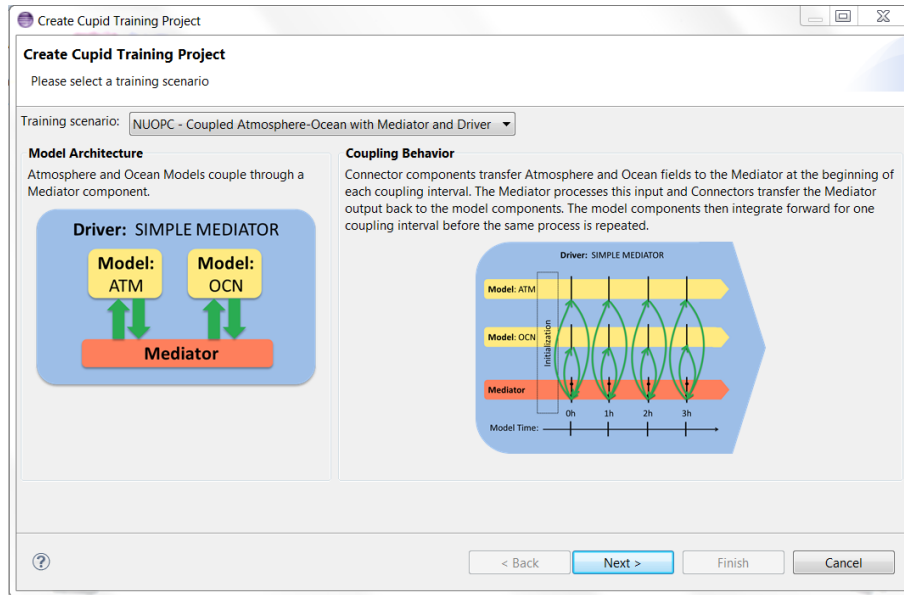 Create Cupid Training Project
Create Cupid Training Project
Please select a training scenario
Training scenario: NUOPC - Coupled Atmosphere-Ocean with Mediator and Driver
Model Architecture
Atmosphere and Ocean Models couple through a
Mediator component.
Driver: SIMPLE MEDIATOR
Model:
ATM
Model:
OCN
Mediator
Coupling Behavior
Connector components transfer Atmosphere and Ocean fields to the Mediator at the beginning of
each coupling interval. The Mediator processes this input and Connectors transfer the Mediator
output back to the model components. The model components then integrate forward for one
coupling interval before the same process is repeated.
Driver: SIMPLE MEDIATOR
Model: ATM
Model: OCN
Initialization
Mediator
0h 1h 2h 3h
Model Time:
?
< Back Next > Finish Cancel